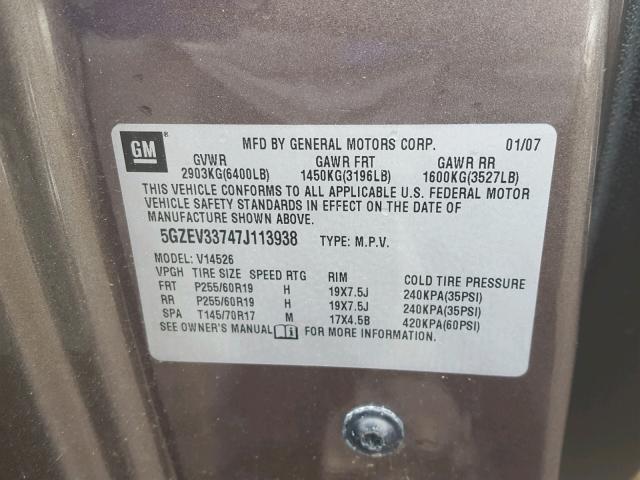 GM
MFD BY GENERAL MOTORS CORP. 01/07
GVWR GAWR FRT GAWR RR
2903KG(6400LB) 1450KG(3196LB) 1600KG(3527LB)
THIS VEHICLE CONFORMS TO ALL APPLICABLE U.S. FEDERAL MOTOR
VEHICLE SAFETY STANDARDS IN EFFECT ON THE DATE OF
MANUFACTURE SHOWN ABOVE.
5GZEV33747J113938 TYPE: M.P.V.
MODEL: V14526
VPGH TIRE SIZE SPEED RTG RIM COLD TIRE PRESSURE
FRT P255/60R19 H 19X7.5J 240KPA(35PSI)
RR P255/60R19 H 19X7.5J 240KPA(35PSI)
SPA T145/70R17 M 17X4.5B 420KPA(60PSI)
SEE OWNER'S MANUAL FOR MORE INFORMATION.